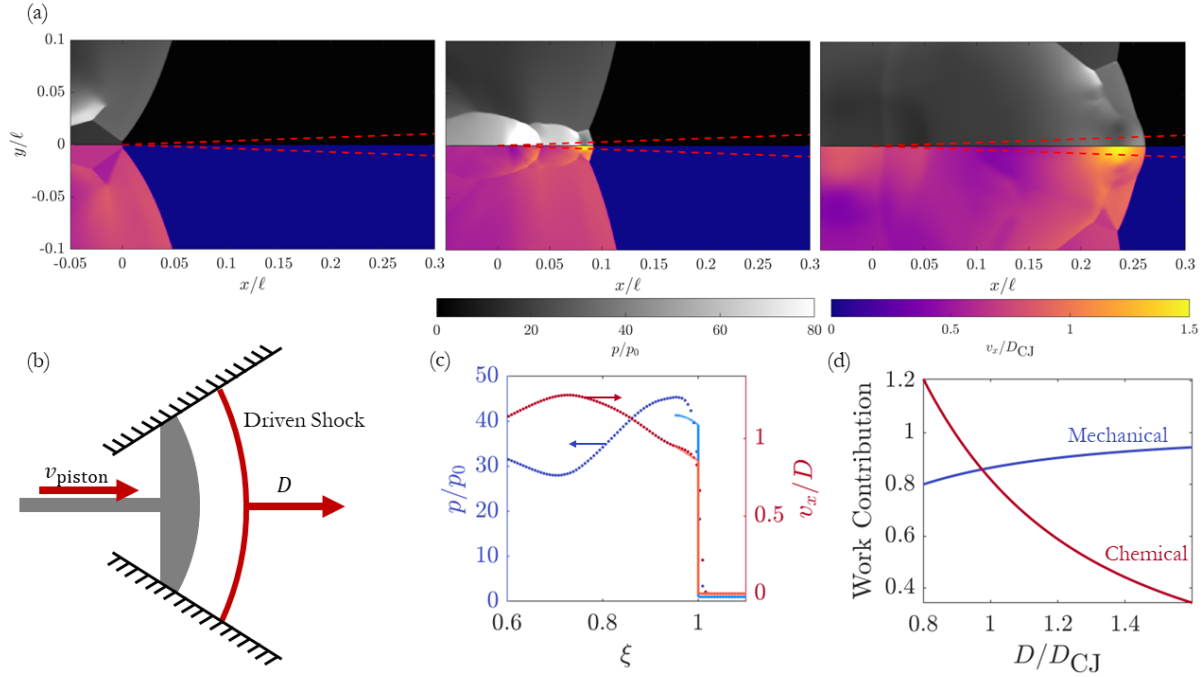 (a)
0.1
0.05
0
-0.05
-0.1
y/ℓ
-0.05 0 0.05 0.1 0.15 0.2 0.25 0.3
x/ℓ
0 0.05 0.1 0.15 0.2 0.25 0.3
x/ℓ
0 0.05 0.1 0.15 0.2 0.25 0.3
x/ℓ
0 20 40 60 80
p/p₀
0 0.5 1 1.5
vₓ/D_CJ
(b)
Driven Shock
v_piston
D
(c)
50
40
30
20
10
0
p/p₀
1
0.5
0
vₓ/D
0.6 0.8 1
ξ
(d)
1.2
1
0.8
0.6
0.4
Work Contribution
Mechanical
Chemical
0.8 1 1.2 1.4
D/D_CJ